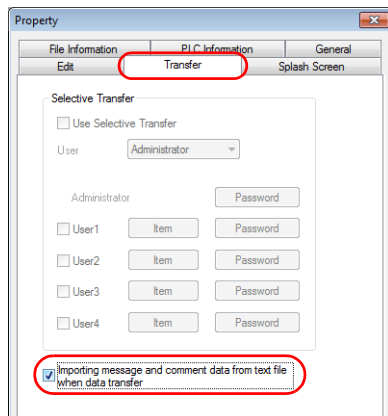 Property
File Information PLC Information General
Edit Transfer Splash Screen
Selective Transfer
Use Selective Transfer
User Administrator
Administrator Password
User1 Item Password
User2 Item Password
User3 Item Password
User4 Item Password
Importing message and comment data from text file
when data transfer